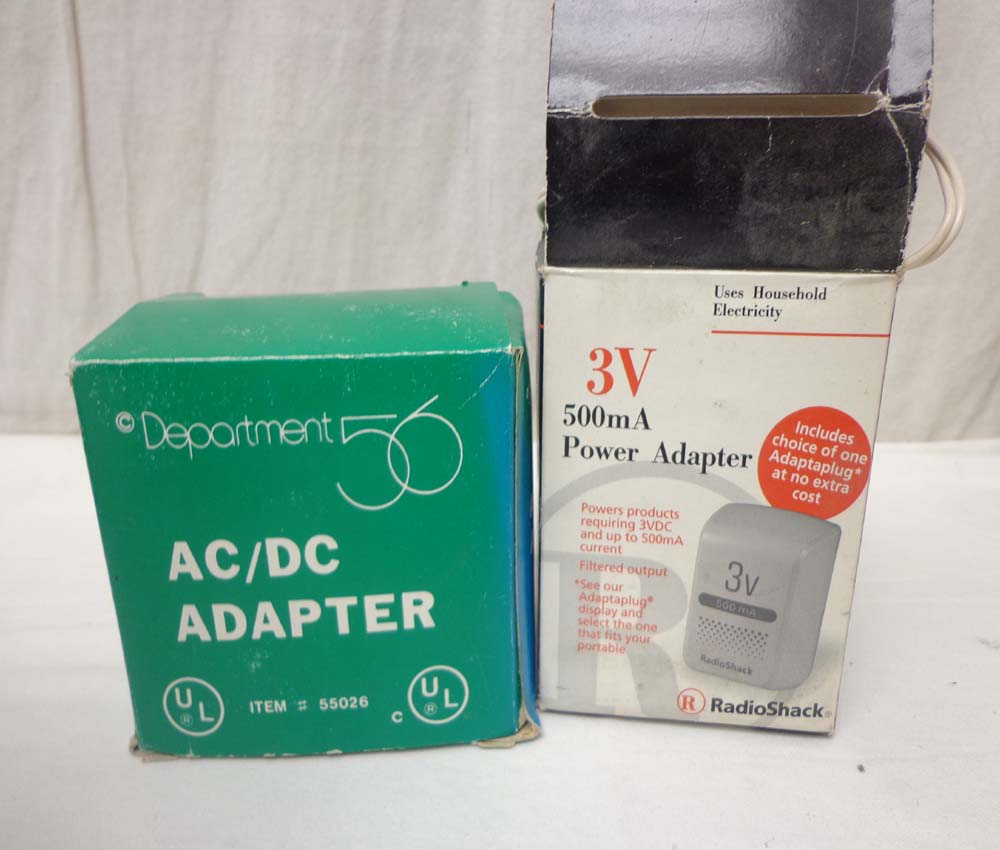 © Department 56
AC/DC
ADAPTER
UL
®
ITEM # 55026
C UL
®
Uses Household
Electricity
3V
500mA
Power Adapter
Includes
choice of one
Adaptaplug*
at no extra
cost
Powers products
requiring 3VDC
and up to 500mA
current
Filtered output
*See our
Adaptaplug®
display and
select the one
that fits your
portable
3v
500 mA
RadioShack
R RadioShack®